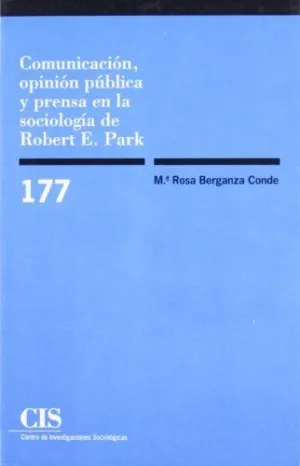 Comunicación,
opinión pública
y prensa en la
sociología de
Robert E. Park
177
M.ª Rosa Berganza Conde
CIS
Centro de Investigaciones Sociológicas